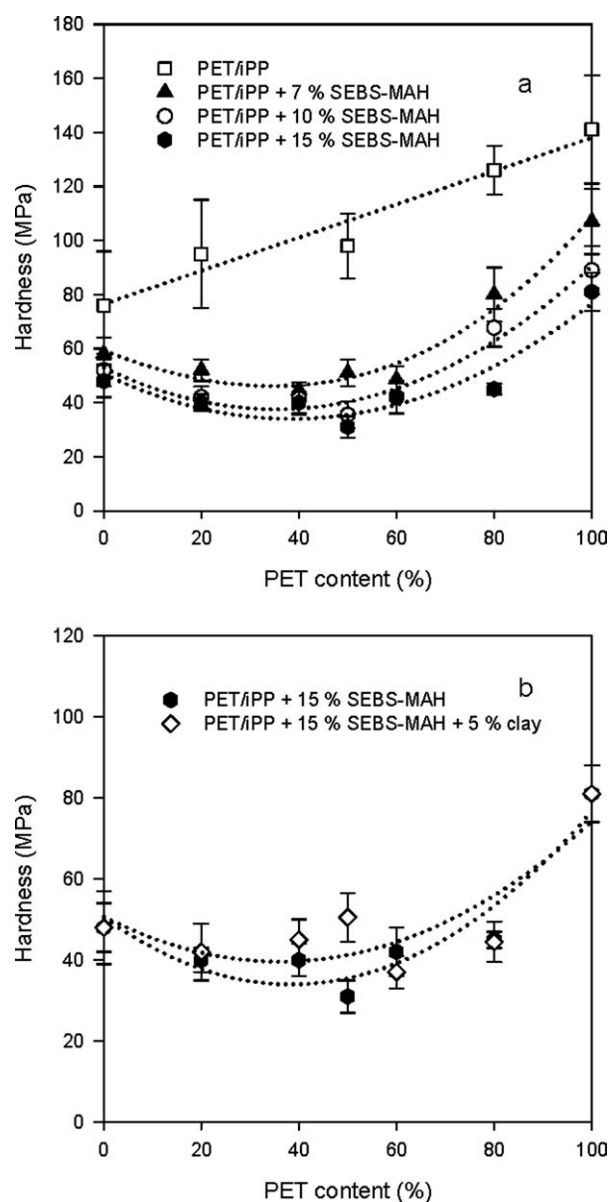 180
160
140
120
100
80
60
40
20
0
Hardness (MPa)
a
PET/iPP
PET/iPP + 7 % SEBS-MAH
PET/iPP + 10 % SEBS-MAH
PET/iPP + 15 % SEBS-MAH
0 20 40 60 80 100
PET content (%)
120
100
80
60
40
20
0
Hardness (MPa)
b
PET/iPP + 15 % SEBS-MAH
PET/iPP + 15 % SEBS-MAH + 5 % clay
0 20 40 60 80 100
PET content (%)